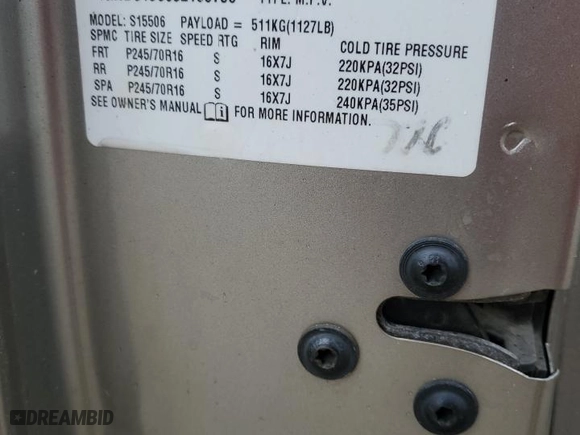 TYPE: M.P.V.
MODEL: S15506 PAYLOAD = 511KG(1127LB)
SPMC TIRE SIZE SPEED RTG RIM COLD TIRE PRESSURE
FRT P245/70R16 S 16X7J 220KPA(32PSI)
RR P245/70R16 S 16X7J 220KPA(32PSI)
SPA P245/70R16 S 16X7J 240KPA(35PSI)
SEE OWNER'S MANUAL FOR MORE INFORMATION.
DREAMBID